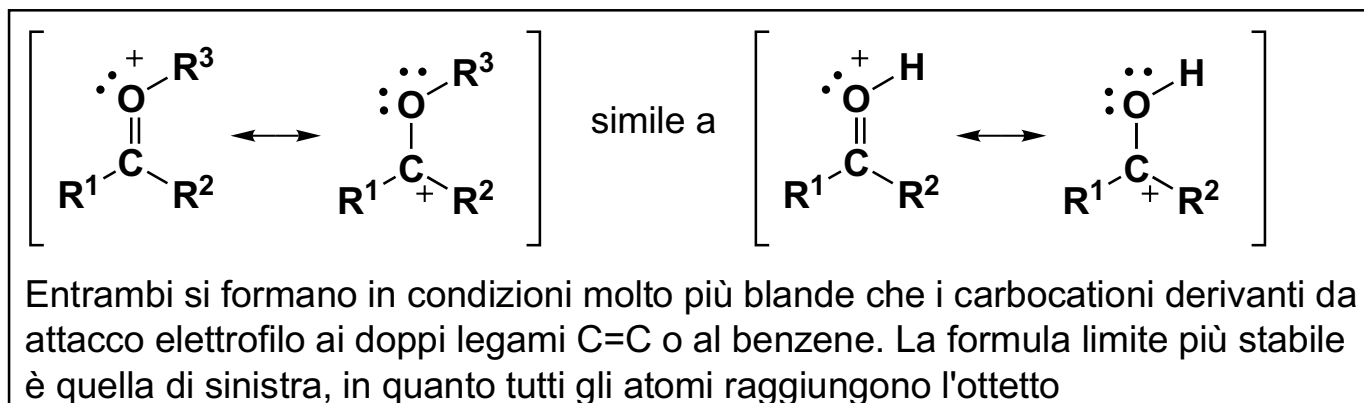 + R³ R³ + H H
O O simile a O O
C C C C
R¹ R² R¹ + R² R¹ R² R¹ + R²
Entrambi si formano in condizioni molto più blande che i carbocationi derivanti da
attacco elettrofilo ai doppi legami C=C o al benzene. La formula limite più stabile
è quella di sinistra, in quanto tutti gli atomi raggiungono l'ottetto